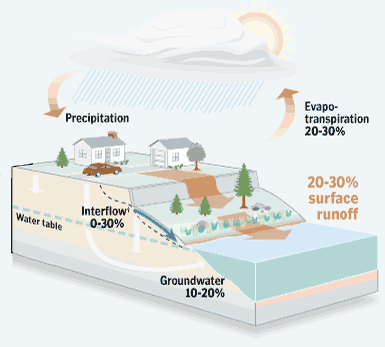 Precipitation
Evapo-
transpiration
20-30%
20-30%
surface
runoff
Interflow
0-30%
Water table
Groundwater
10-20%